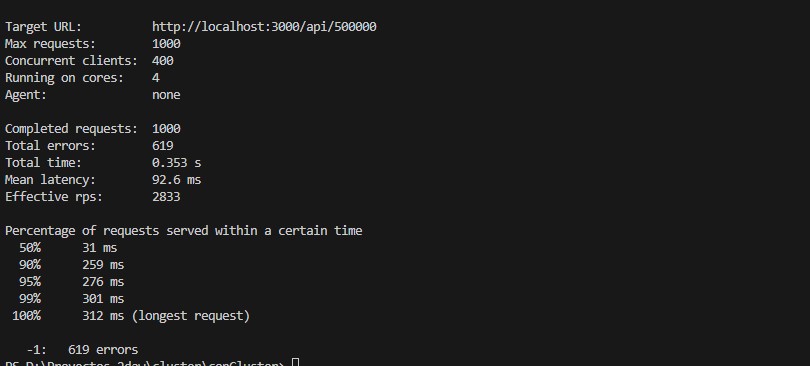 Target URL: http://localhost:3000/api/500000
Max requests: 1000
Concurrent clients: 400
Running on cores: 4
Agent: none
Completed requests: 1000
Total errors: 619
Total time: 0.353 s
Mean latency: 92.6 ms
Effective rps: 2833
Percentage of requests served within a certain time
50% 31 ms
90% 259 ms
95% 276 ms
99% 301 ms
100% 312 ms (longest request)
-1: 619 errors
PS D:\Proyectos 2day\cluster\conCluster>